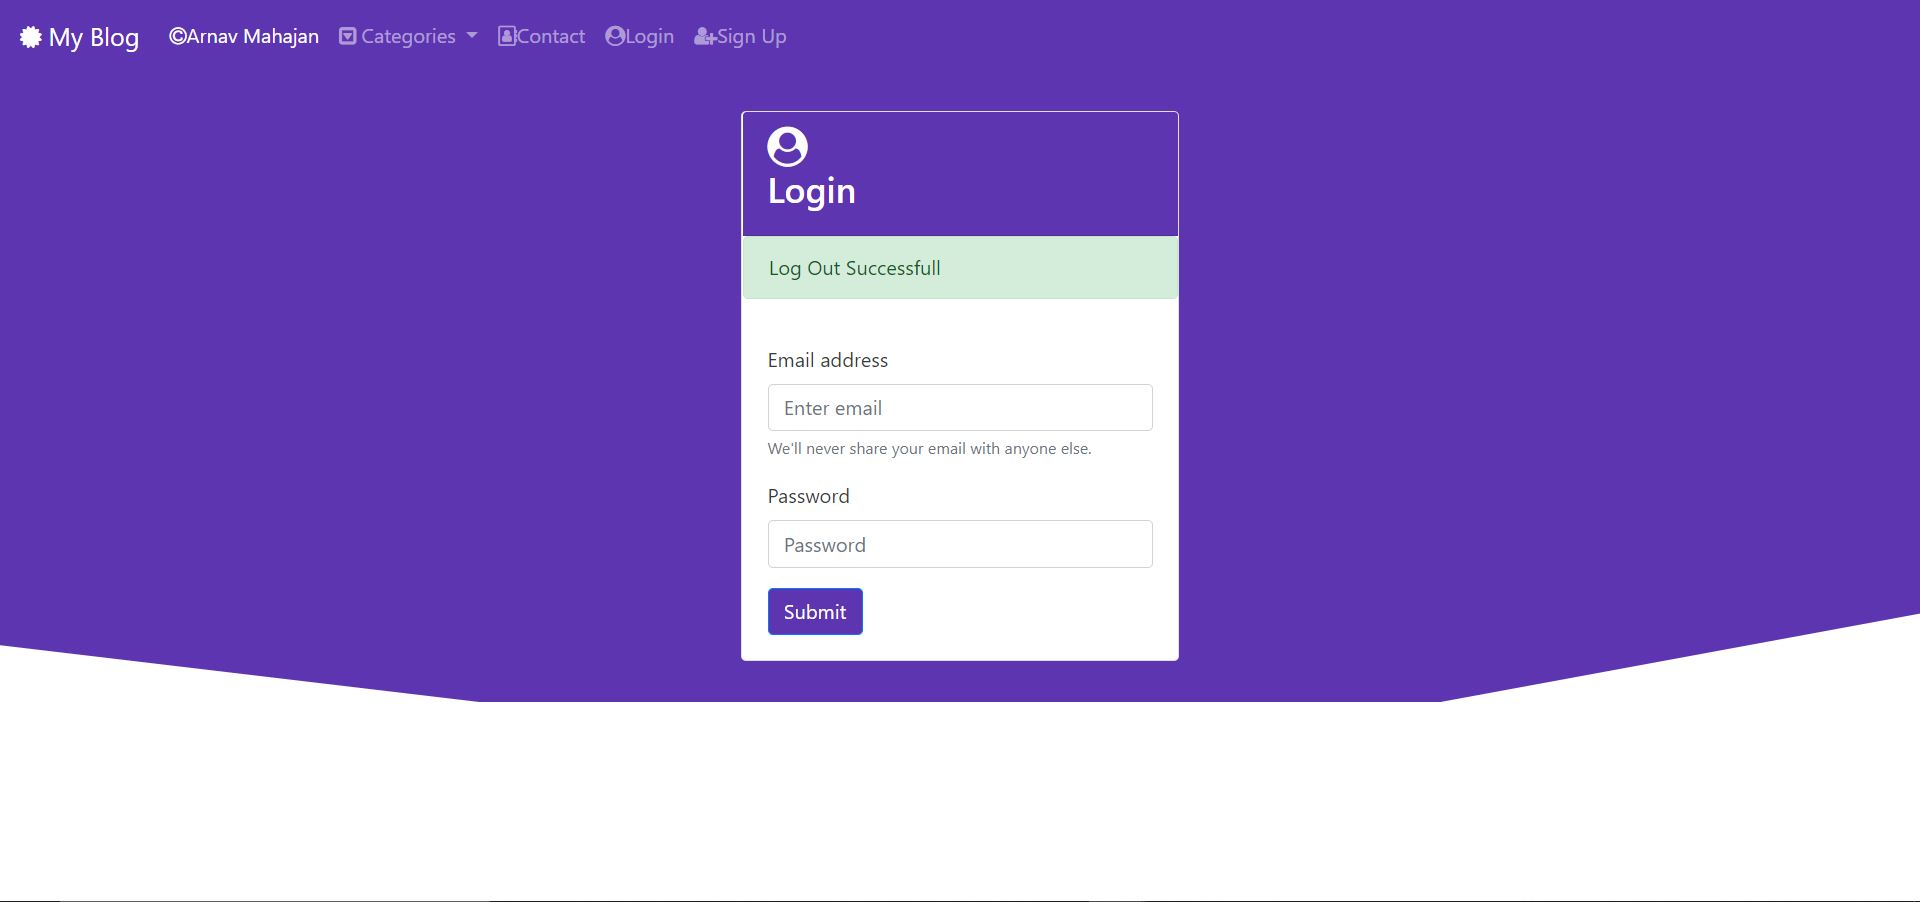 My Blog ©Arnav Mahajan Categories Contact Login Sign Up
Login
Log Out Successfull
Email address
Enter email
We'll never share your email with anyone else.
Password
Password
Submit